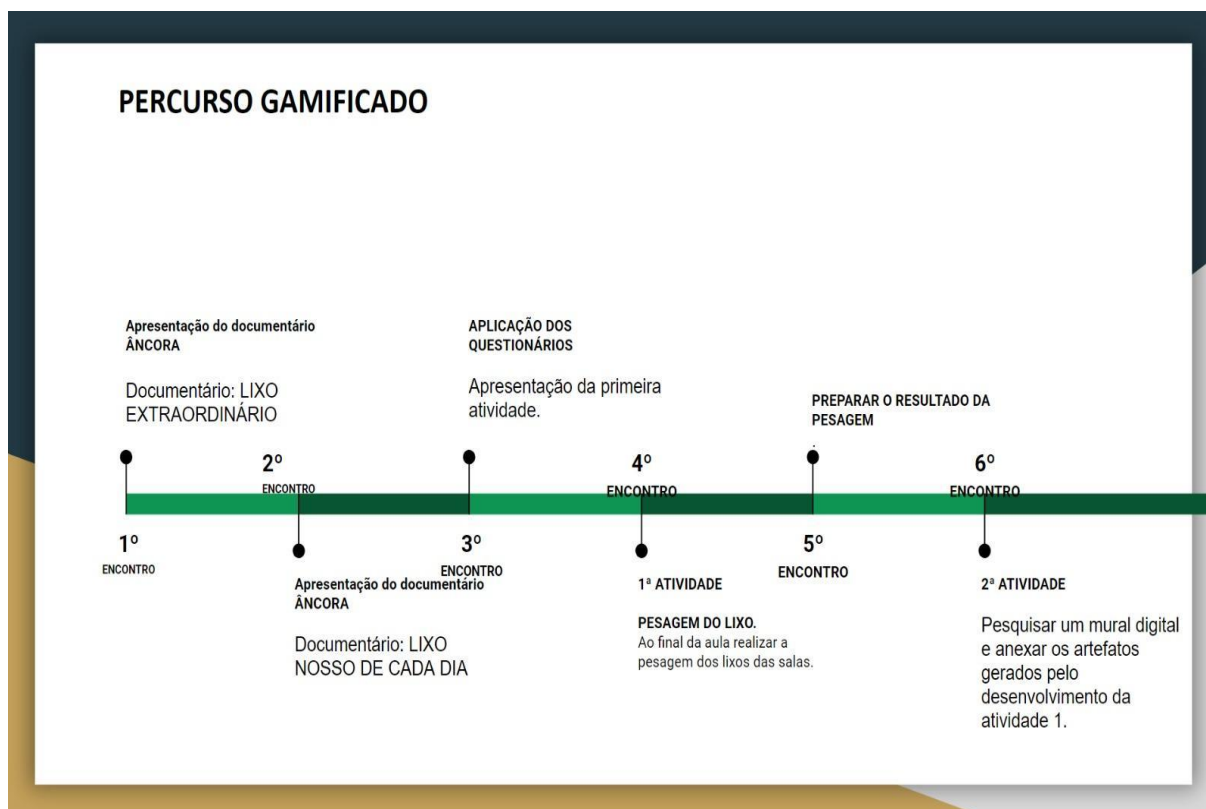 PERCURSO GAMIFICADO
Apresentação do documentário
ÂNCORA
Documentário: LIXO
EXTRAORDINÁRIO
1º
ENCONTRO
2º
ENCONTRO
Apresentação do documentário
ÂNCORA
Documentário: LIXO
NOSSO DE CADA DIA
APLICAÇÃO DOS
QUESTIONÁRIOS
Apresentação da primeira
atividade.
3º
ENCONTRO
4º
ENCONTRO
1ª ATIVIDADE
PESAGEM DO LIXO.
Ao final da aula realizar a
pesagem dos lixos das salas.
PREPARAR O RESULTADO DA
PESAGEM
.
5º
ENCONTRO
6º
ENCONTRO
2ª ATIVIDADE
Pesquisar um mural digital
e anexar os artefatos
gerados pelo
desenvolvimento da
atividade 1.